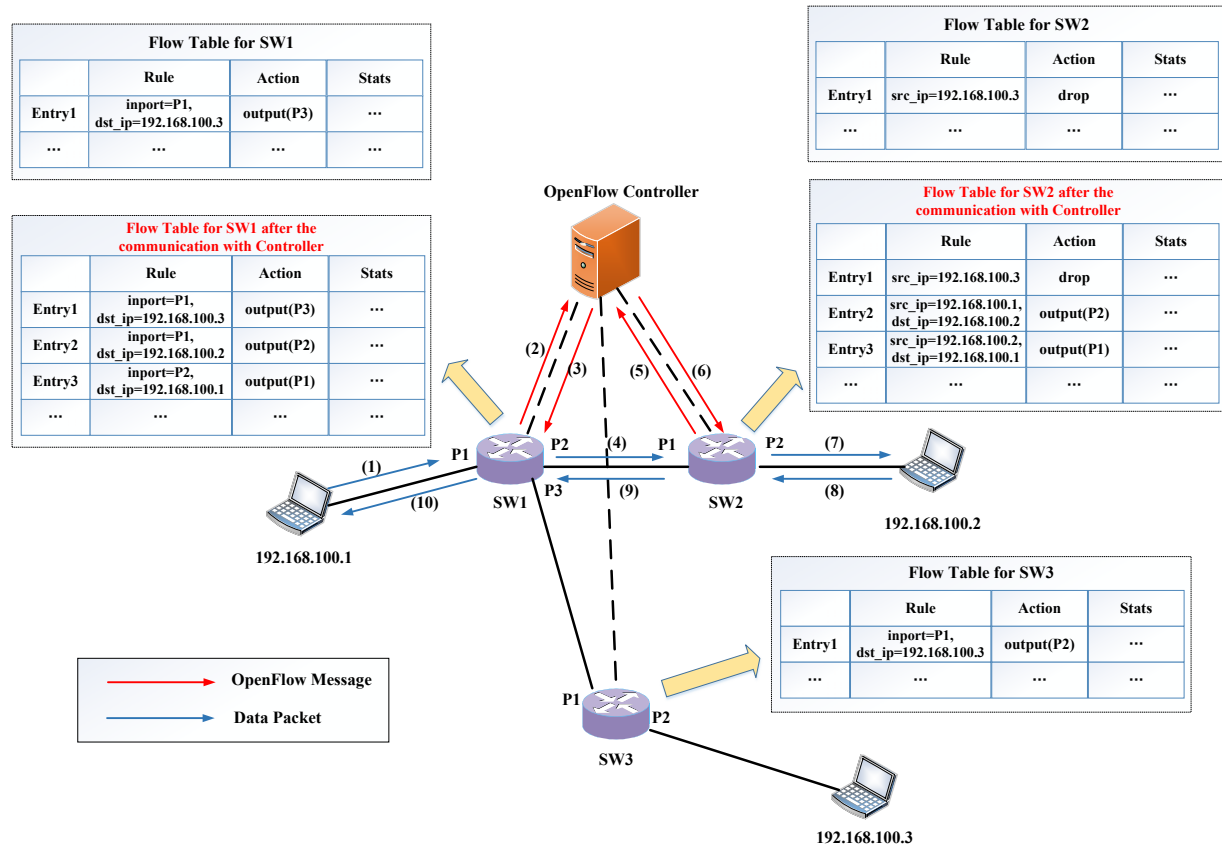 Flow Table for SW1
Rule Action Stats
Entry1 inport=P1, dst_ip=192.168.100.3 output(P3) ...
... ... ... ...
Flow Table for SW2
Rule Action Stats
Entry1 src_ip=192.168.100.3 drop ...
... ... ... ...
OpenFlow Controller
Flow Table for SW1 after the
communication with Controller
Rule Action Stats
Entry1 inport=P1, dst_ip=192.168.100.3 output(P3) ...
Entry2 inport=P1, dst_ip=192.168.100.2 output(P2) ...
Entry3 inport=P2, dst_ip=192.168.100.1 output(P1) ...
... ... ... ...
Flow Table for SW2 after the
communication with Controller
Rule Action Stats
Entry1 src_ip=192.168.100.3 drop ...
Entry2 src_ip=192.168.100.1, dst_ip=192.168.100.2 output(P2) ...
Entry3 src_ip=192.168.100.2, dst_ip=192.168.100.1 output(P1) ...
... ... ... ...
(2)
(3)
(5)
(6)
P1
P2
(4)
P1
P2
(7)
(1)
(10)
P3
(9)
(8)
SW1
SW2
192.168.100.1
192.168.100.2
Flow Table for SW3
Rule Action Stats
Entry1 inport=P1, dst_ip=192.168.100.3 output(P2) ...
... ... ... ...
OpenFlow Message
Data Packet
P1
P2
SW3
192.168.100.3